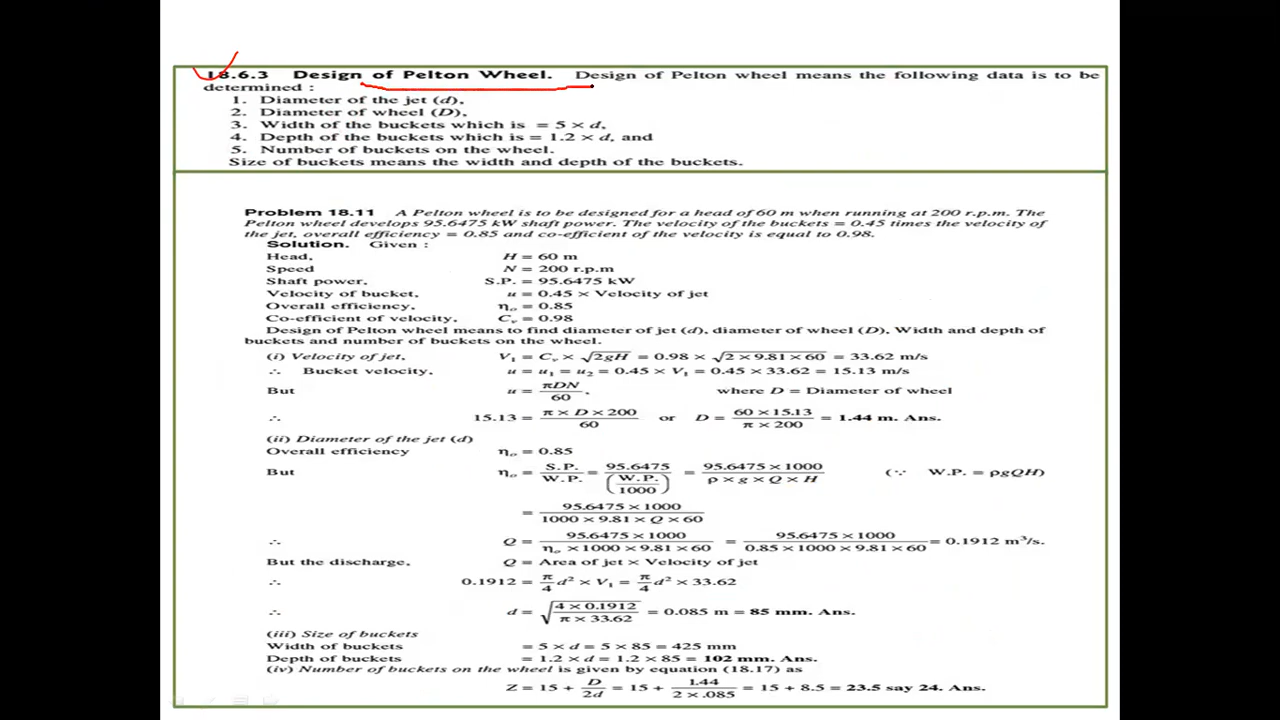 18.6.3 Design of Pelton Wheel. Design of Pelton wheel means the following data is to be
determined :
1. Diameter of the jet (d),
2. Diameter of wheel (D),
3. Width of the buckets which is = 5 × d,
4. Depth of the buckets which is = 1.2 × d, and
5. Number of buckets on the wheel.
Size of buckets means the width and depth of the buckets.
Problem 18.11 A Pelton wheel is to be designed for a head of 60 m when running at 200 r.p.m. The
Pelton wheel develops 95.6475 kW shaft power. The velocity of the buckets = 0.45 times the velocity of
the jet, overall efficiency = 0.85 and co-efficient of the velocity is equal to 0.98.
Solution. Given :
Head, H = 60 m
Speed N = 200 r.p.m
Shaft power, S.P. = 95.6475 kW
Velocity of bucket, u = 0.45 × Velocity of jet
Overall efficiency, ηo = 0.85
Co-efficient of velocity, Cv = 0.98
Design of Pelton wheel means to find diameter of jet (d), diameter of wheel (D), Width and depth of
buckets and number of buckets on the wheel.
(i) Velocity of jet, V1 = Cv × √2gH = 0.98 × √2 × 9.81 × 60 = 33.62 m/s
∴ Bucket velocity, u = u1 = u2 = 0.45 × V1 = 0.45 × 33.62 = 15.13 m/s
But u = πDN/60, where D = Diameter of wheel
∴ 15.13 = π × D × 200/60 or D = 60 × 15.13/π × 200 = 1.44 m. Ans.
(ii) Diameter of the jet (d)
Overall efficiency ηo = 0.85
But ηo = S.P./W.P. = 95.6475/(W.P./1000) = 95.6475 × 1000/ρ × g × Q × H (∵ W.P. = ρgQH)
= 95.6475 × 1000/1000 × 9.81 × Q × 60
∴ Q = 95.6475 × 1000/ηo × 1000 × 9.81 × 60 = 95.6475 × 1000/0.85 × 1000 × 9.81 × 60 = 0.1912 m³/s.
But the discharge, Q = Area of jet × Velocity of jet
∴ 0.1912 = π/4 d² × V1 = π/4 d² × 33.62
∴ d = √4 × 0.1912/π × 33.62 = 0.085 m = 85 mm. Ans.
(iii) Size of buckets
Width of buckets = 5 × d = 5 × 85 = 425 mm
Depth of buckets = 1.2 × d = 1.2 × 85 = 102 mm. Ans.
(iv) Number of buckets on the wheel is given by equation (18.17) as
Z = 15 + D/2d = 15 + 1.44/2 × .085 = 15 + 8.5 = 23.5 say 24. Ans.